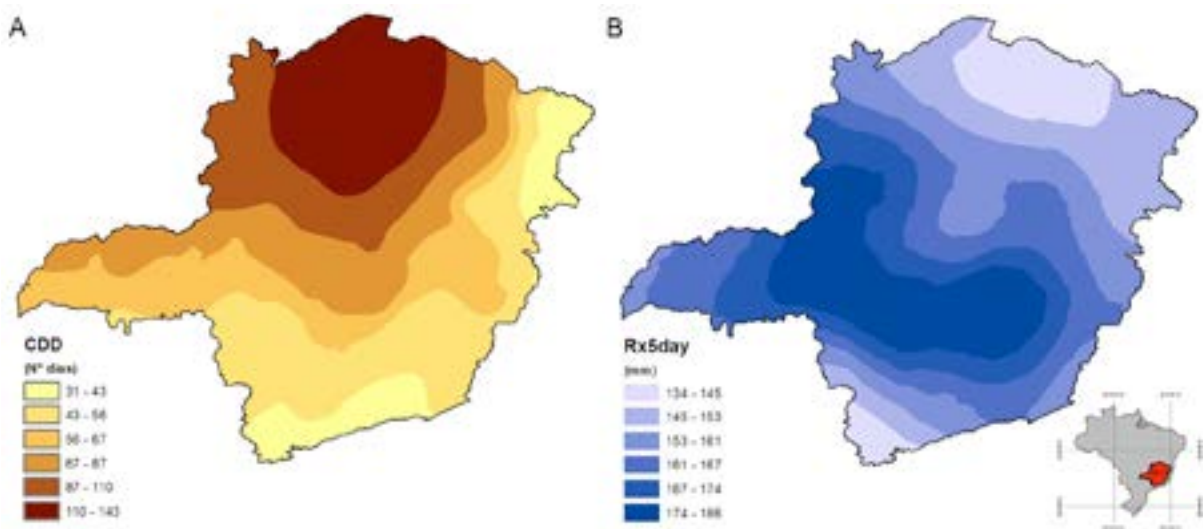 A
CDD
(Nº dias)
31 - 43
43 - 56
56 - 67
67 - 87
87 - 110
110 - 143
B
Rx5day
(mm)
134 - 145
145 - 153
153 - 161
161 - 167
167 - 174
174 - 186